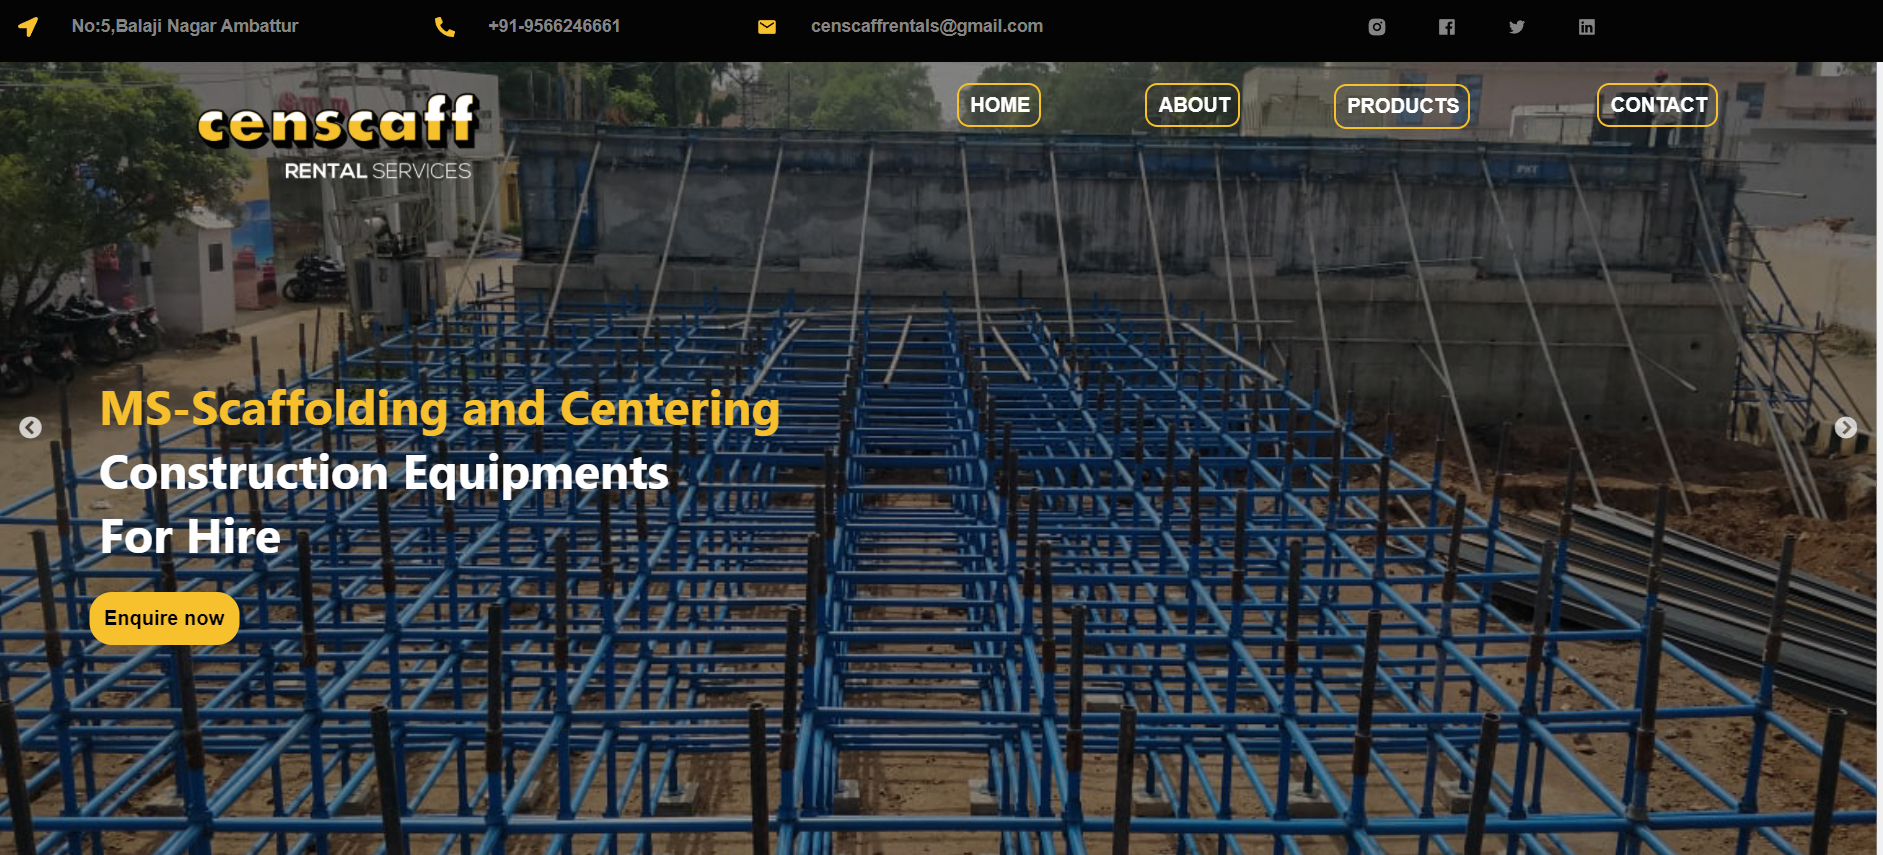 No:5,Balaji Nagar Ambattur
+91-9566246661
censcaffrentals@gmail.com
censcaff
RENTAL SERVICES
HOME
ABOUT
PRODUCTS
CONTACT
MS-Scaffolding and Centering
Construction Equipments
For Hire
Enquire now